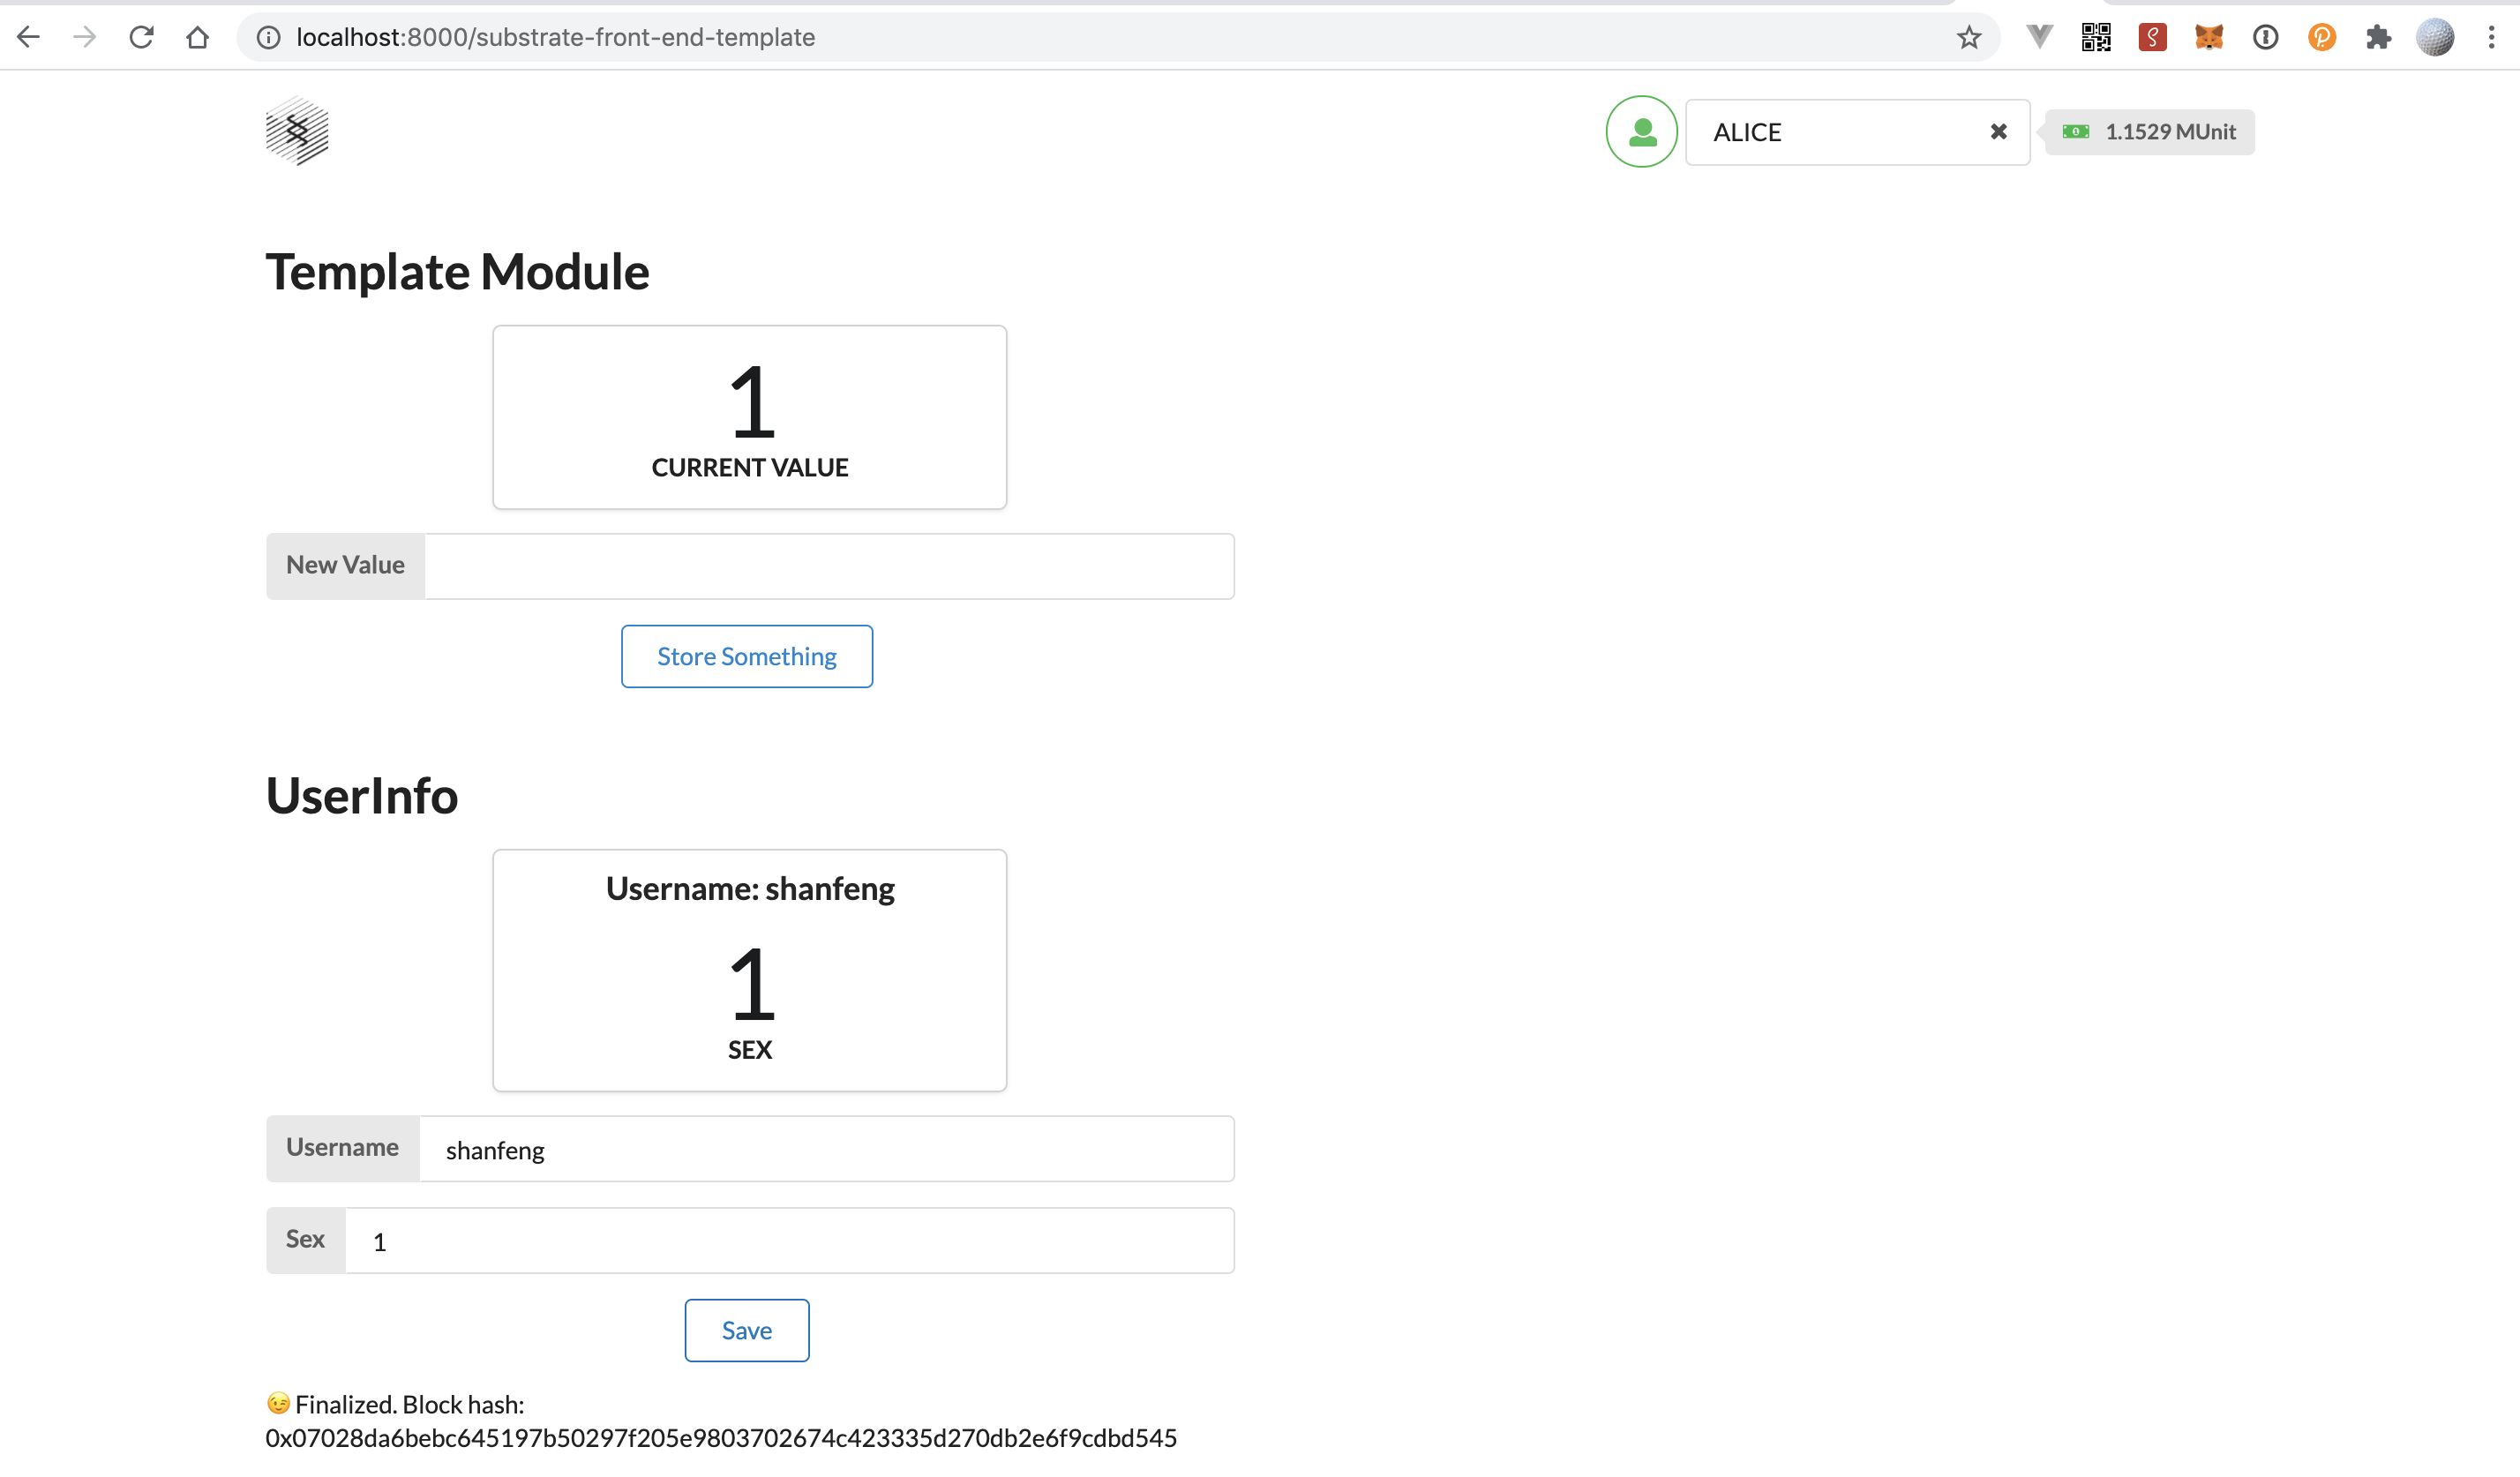 localhost:8000/substrate-front-end-template
ALICE
1.1529 MUnit
Template Module
1
CURRENT VALUE
New Value
Store Something
UserInfo
Username: shanfeng
1
SEX
Username shanfeng
Sex 1
Save
😉 Finalized. Block hash:
0x07028da6bebc645197b50297f205e9803702674c423335d270db2e6f9cdbd545